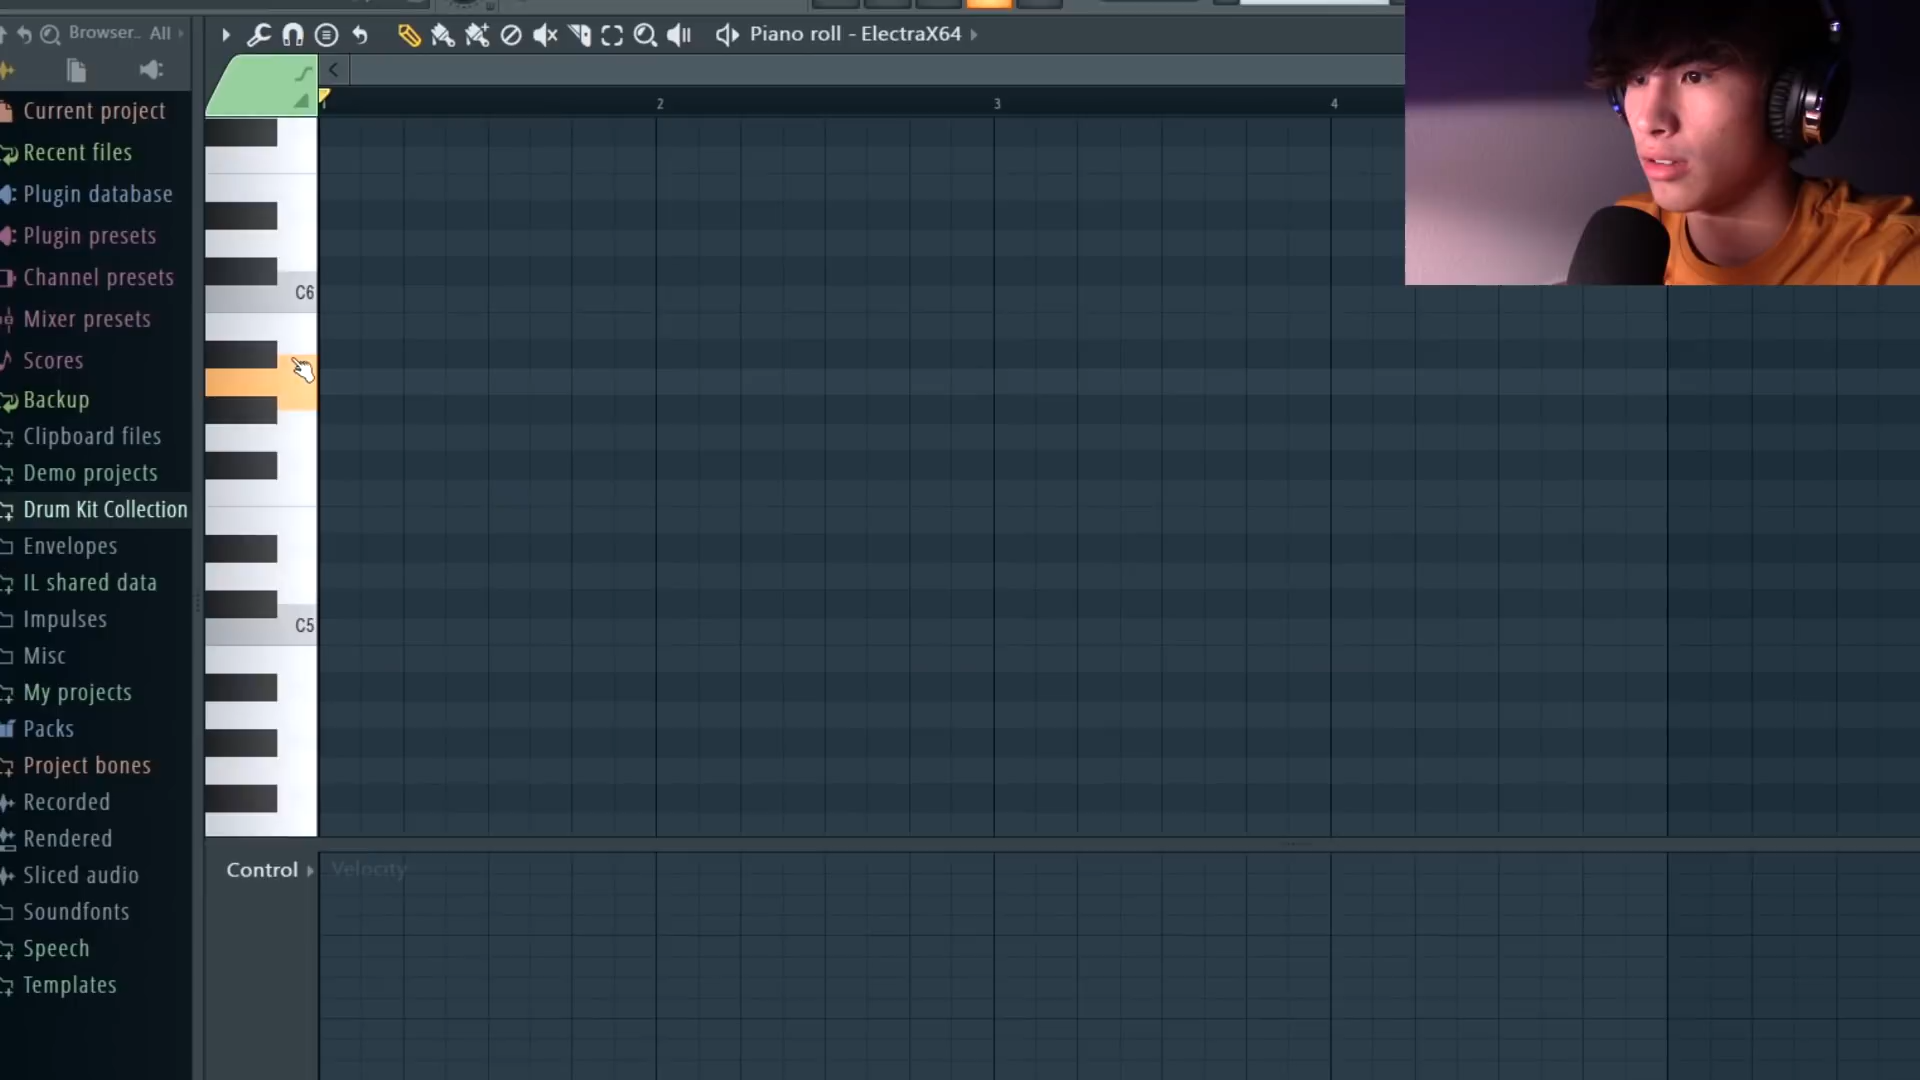 Browser.. All
Piano roll - ElectraX64
Current project
Recent files
Plugin database
Plugin presets
Channel presets
Mixer presets
Scores
Backup
Clipboard files
Demo projects
Drum Kit Collection
Envelopes
IL shared data
Impulses
Misc
My projects
Packs
Project bones
Recorded
Rendered
Sliced audio
Soundfonts
Speech
Templates
1
2
3
4
C6
C5
Control
Velocity